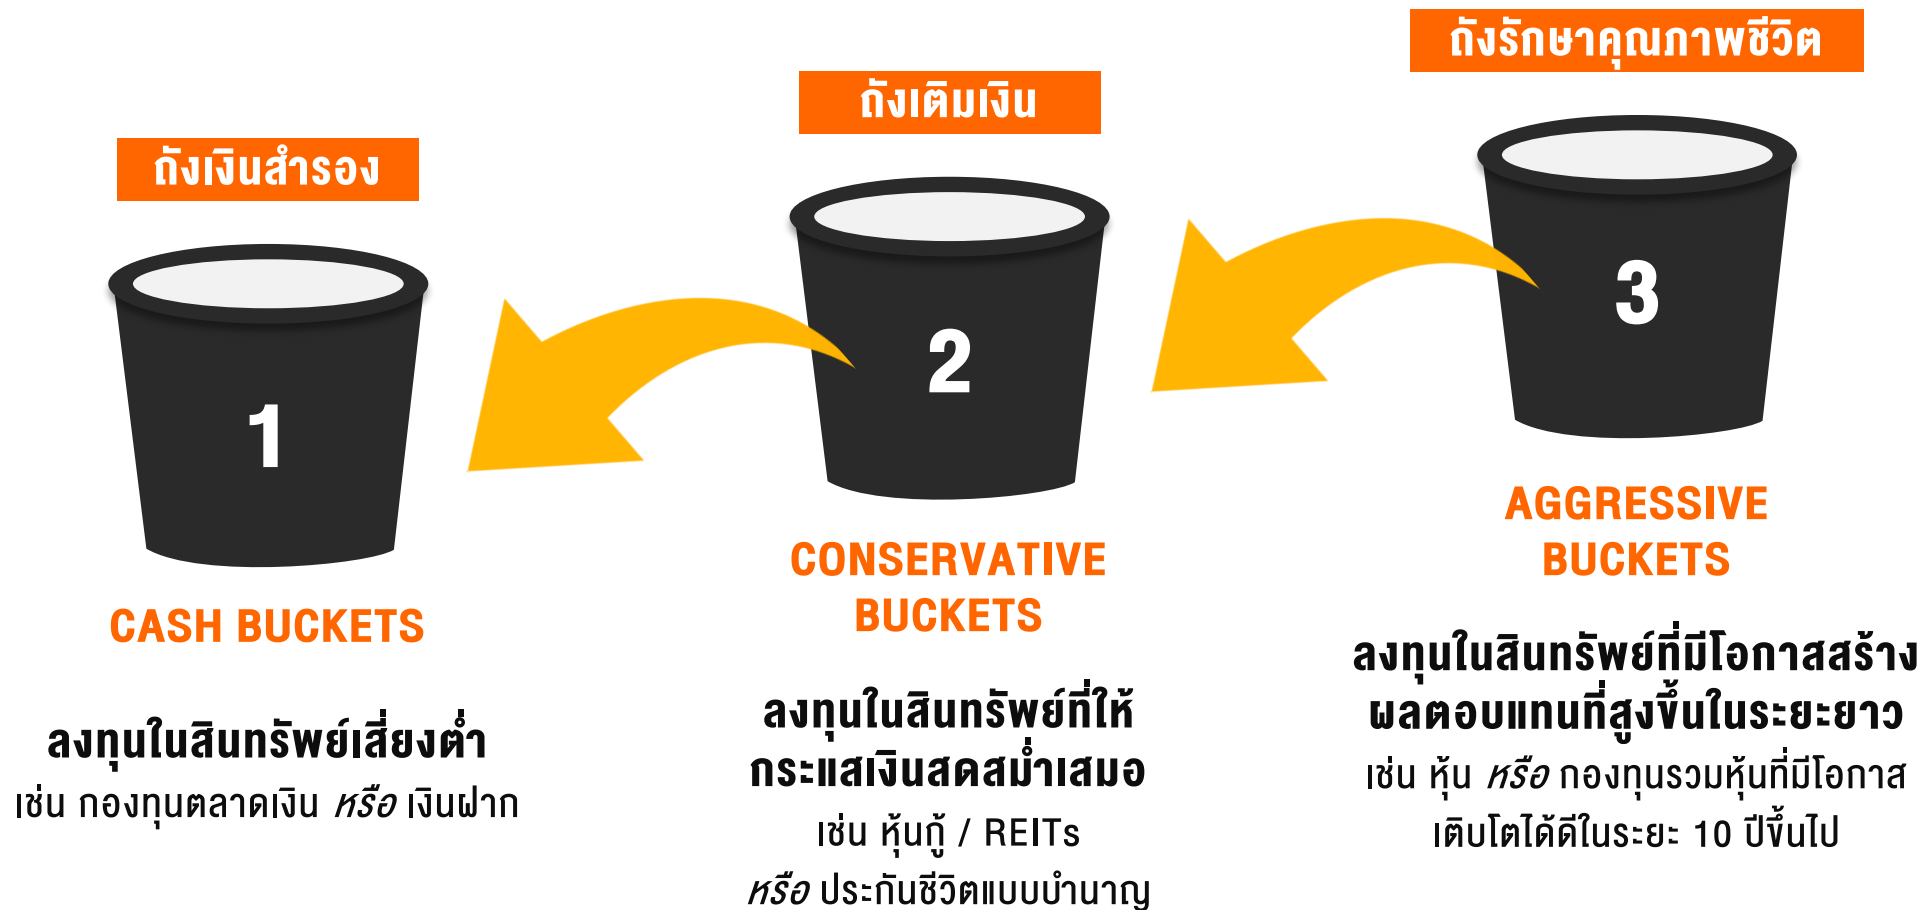 ถังเงินสำรอง
1
CASH BUCKETS
ลงทุนในสินทรัพย์เสี่ยงต่ำ
เช่น กองทุนตลาดเงิน หรือ เงินฝาก
ถังเติมเงิน
2
CONSERVATIVE
BUCKETS
ลงทุนในสินทรัพย์ที่ให้
กระแสเงินสดสม่ำเสมอ
เช่น หุ้นกู้ / REITs
หรือ ประกันชีวิตแบบบำนาญ
ถังรักษาคุณภาพชีวิต
3
AGGRESSIVE
BUCKETS
ลงทุนในสินทรัพย์ที่มีโอกาสสร้าง
ผลตอบแทนที่สูงขึ้นในระยะยาว
เช่น หุ้น หรือ กองทุนรวมหุ้นที่มีโอกาส
เติบโตได้ดีในระยะ 10 ปีขึ้นไป